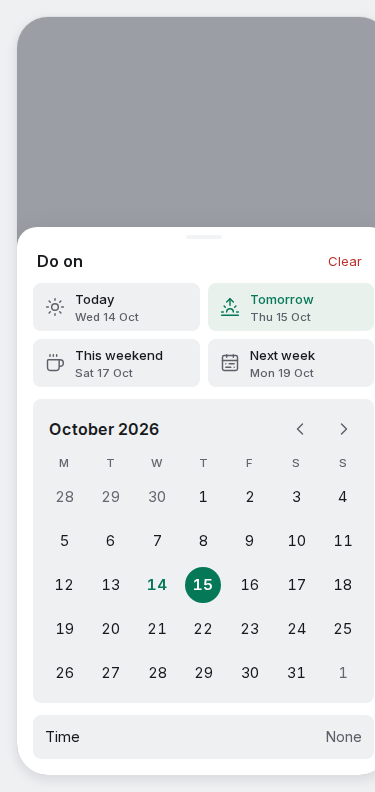 Do on Clear
Today Tomorrow
Wed 14 Oct Thu 15 Oct
This weekend Next week
Sat 17 Oct Mon 19 Oct
October 2026
M T W T F S S
28 29 30 1 2 3 4
5 6 7 8 9 10 11
12 13 14 15 16 17 18
19 20 21 22 23 24 25
26 27 28 29 30 31 1
Time None